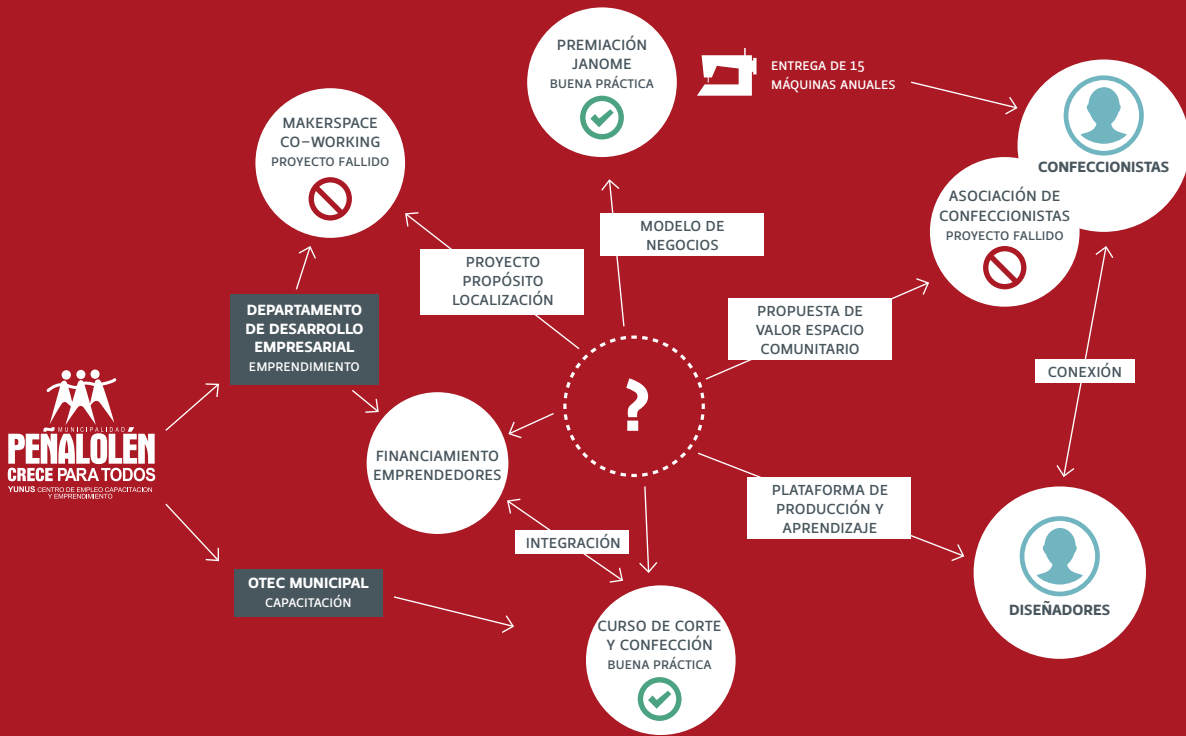 PREMIACIÓN
JANOME
BUENA PRÁCTICA
ENTREGA DE 15
MÁQUINAS ANUALES
MAKERSPACE
CO-WORKING
PROYECTO FALLIDO
CONFECCIONISTAS
ASOCIACIÓN DE
CONFECCIONISTAS
PROYECTO FALLIDO
MODELO DE
NEGOCIOS
PROYECTO
PROPÓSITO
LOCALIZACIÓN
DEPARTAMENTO
DE DESARROLLO
EMPRESARIAL
EMPRENDIMIENTO
PROPUESTA DE
VALOR ESPACIO
COMUNITARIO
CONEXIÓN
?
MUNICIPALIDAD
PEÑALOLÉN
CRECE PARA TODOS
YUNUS CENTRO DE EMPLEO CAPACITACION
Y EMPRENDIMIENTO
FINANCIAMIENTO
EMPRENDEDORES
PLATAFORMA DE
PRODUCCIÓN Y
APRENDIZAJE
INTEGRACIÓN
OTEC MUNICIPAL
CAPACITACIÓN
DISEÑADORES
CURSO DE CORTE
Y CONFECCIÓN
BUENA PRÁCTICA